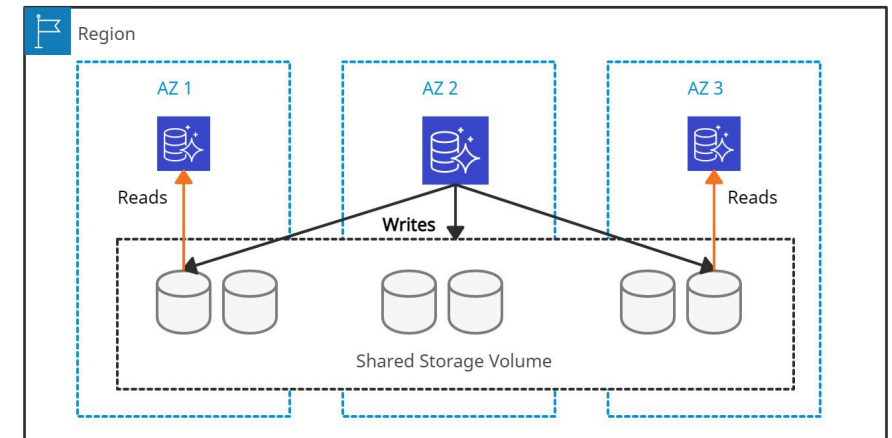 Region
AZ 1
AZ 2
AZ 3
Reads
Writes
Reads
Shared Storage Volume